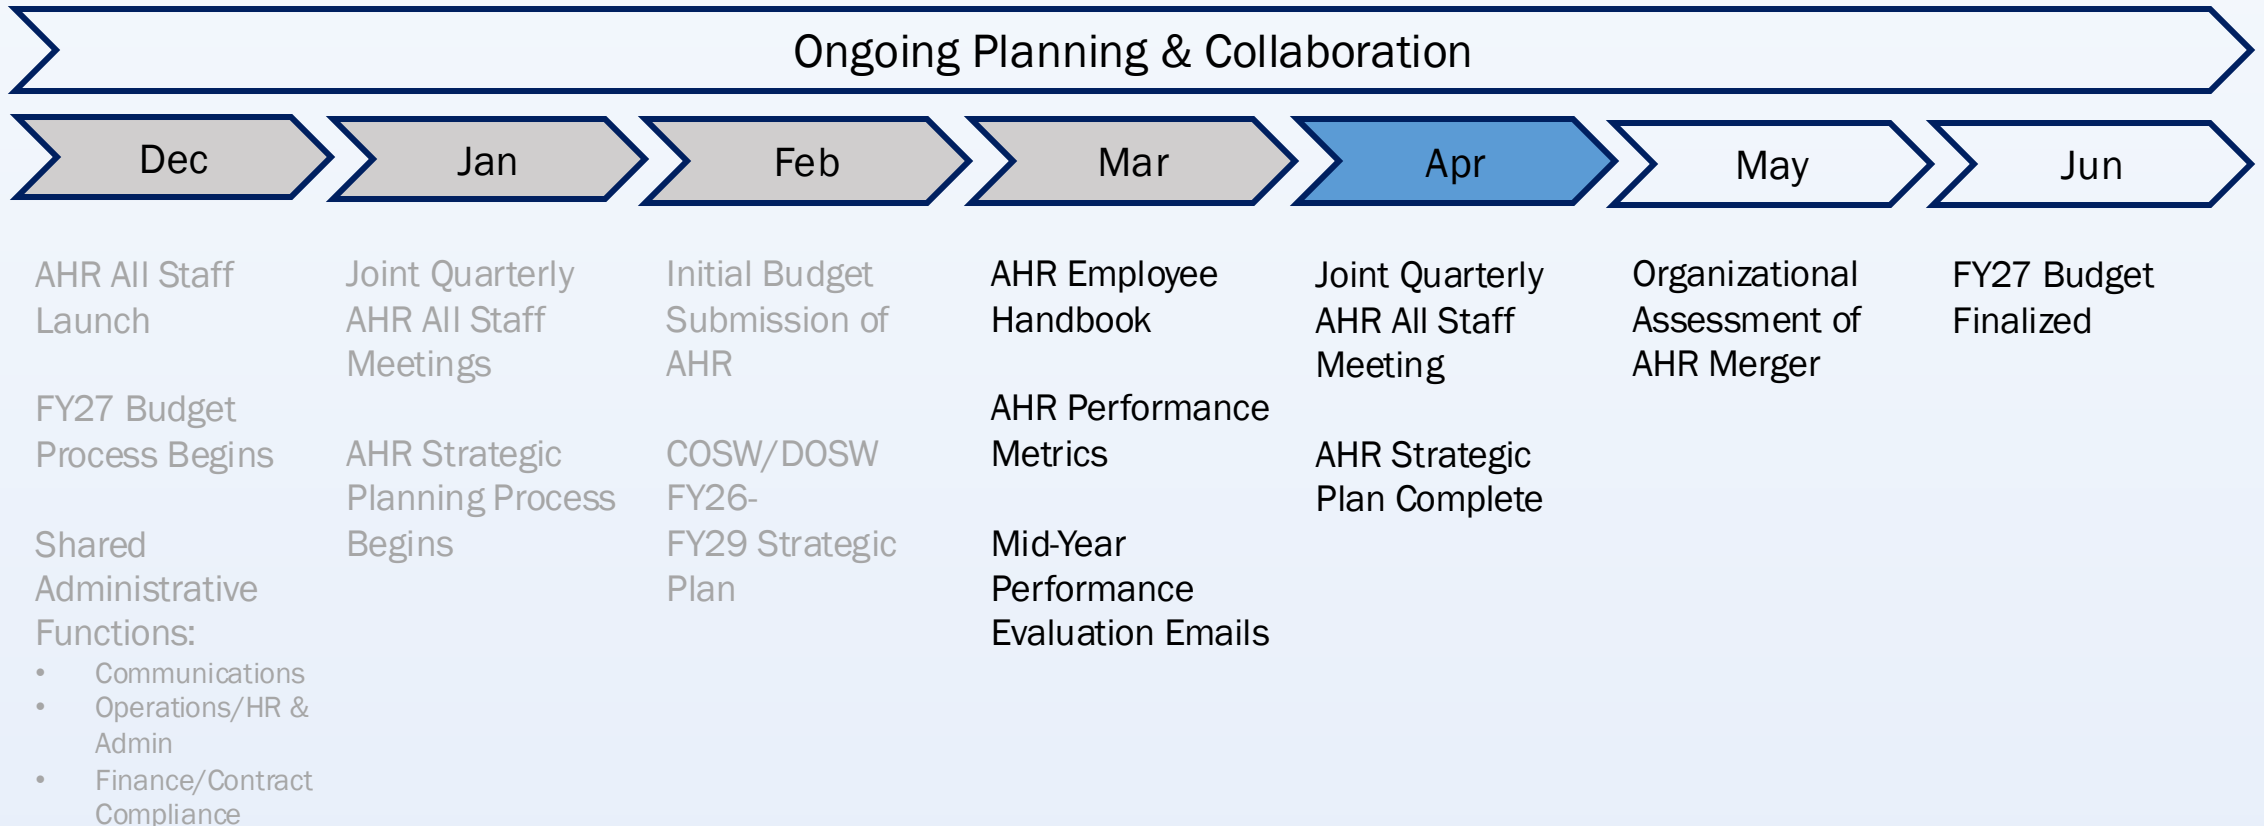 Ongoing Planning & Collaboration
Dec
Jan
Feb
Mar
Apr
May
Jun
AHR All Staff
Launch
FY27 Budget
Process Begins
Shared
Administrative
Functions:
• Communications
• Operations/HR &
Admin
• Finance/Contract
Compliance
Joint Quarterly
AHR All Staff
Meetings
AHR Strategic
Planning Process
Begins
Initial Budget
Submission of
AHR
COSW/DOSW
FY26-
FY29 Strategic
Plan
AHR Employee
Handbook
AHR Performance
Metrics
Mid-Year
Performance
Evaluation Emails
Joint Quarterly
AHR All Staff
Meeting
AHR Strategic
Plan Complete
Organizational
Assessment of
AHR Merger
FY27 Budget
Finalized